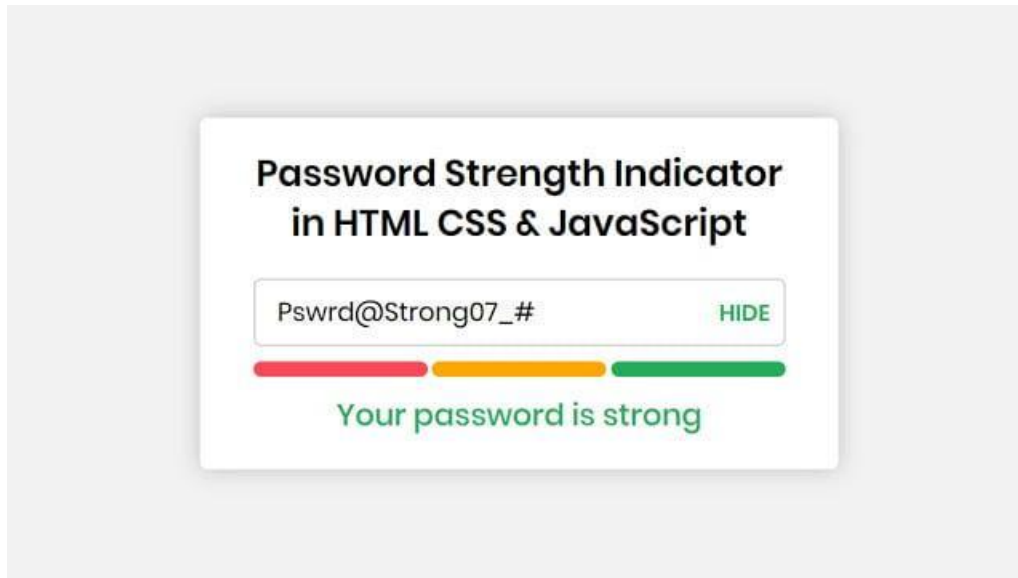 Password Strength Indicator
in HTML CSS & JavaScript
Pswrd@Strong07_#
HIDE
Your password is strong